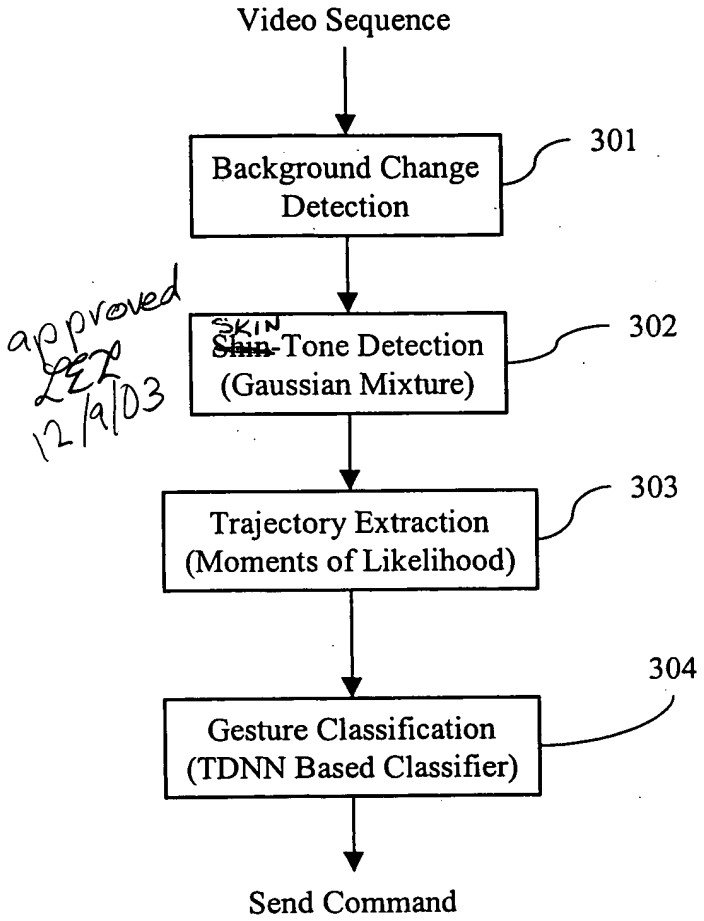 Video Sequence
301
Background Change
Detection
approved
302
SKIN
Shin-Tone Detection
(Gaussian Mixture)
12/9/03
303
Trajectory Extraction
(Moments of Likelihood)
304
Gesture Classification
(TDNN Based Classifier)
Send Command